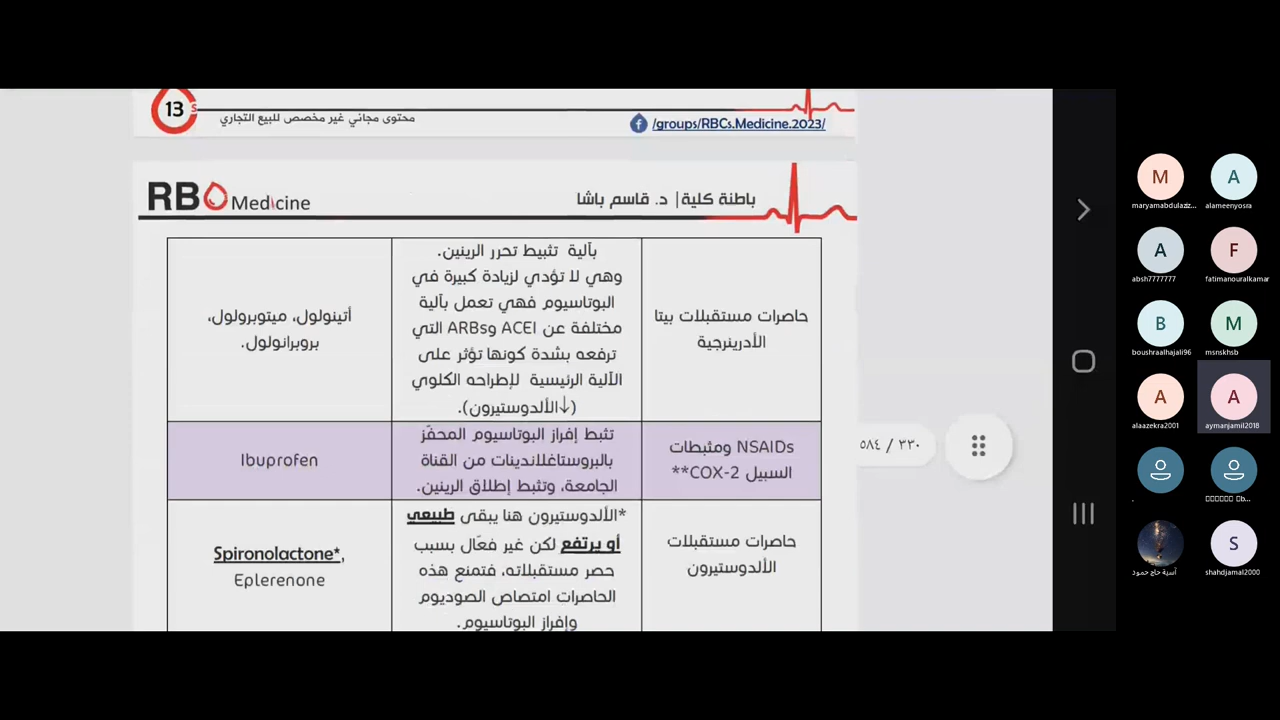 13
S
محتوى مجاني غير مخصص للبيع التجاري
/groups/RBCs.Medicine.2023/
RB Medicine
باطنة كلية| د. قاسم باشا
حاصرات مستقبلات بيتا
الأدرينرجية
بآلية تثبيط تحرر الرينين.
وهي لا تؤدي لزيادة كبيرة في
البوتاسيوم فهي تعمل بآلية
مختلفة عن ACEI وARBs التي
ترفعه بشدة كونها تؤثر على
الآلية الرئيسية لإطراحه الكلوي
(↓الألدوستيرون).
أتينولول، ميتوبرولول،
بروبرانولول.
NSAIDs ومثبطات
السبيل COX-2**
تثبط إفراز البوتاسيوم المحفّز
بالبروستاغلاندينات من القناة
الجامعة، وتثبط إطلاق الرينين.
Ibuprofen
حاصرات مستقبلات
الألدوستيرون
*الألدوستيرون هنا يبقى طبيعي
أو يرتفع لكن غير فعّال بسبب
حصر مستقبلاته، فتمنع هذه
الحاصرات امتصاص الصوديوم
وإفراز البوتاسيوم.
Spironolactone*,
Eplerenone
٣٣٠ / ٥٨٤
M
maryamabdulaziz...
A
alameenyosra
A
absh7777777
F
fatimanouralkamar
B
boushraalhajali96
M
msnskhsb
A
alaazekra2001
A
aymanjamil2018
آسية حاج حمود
S
shahdjamal2000